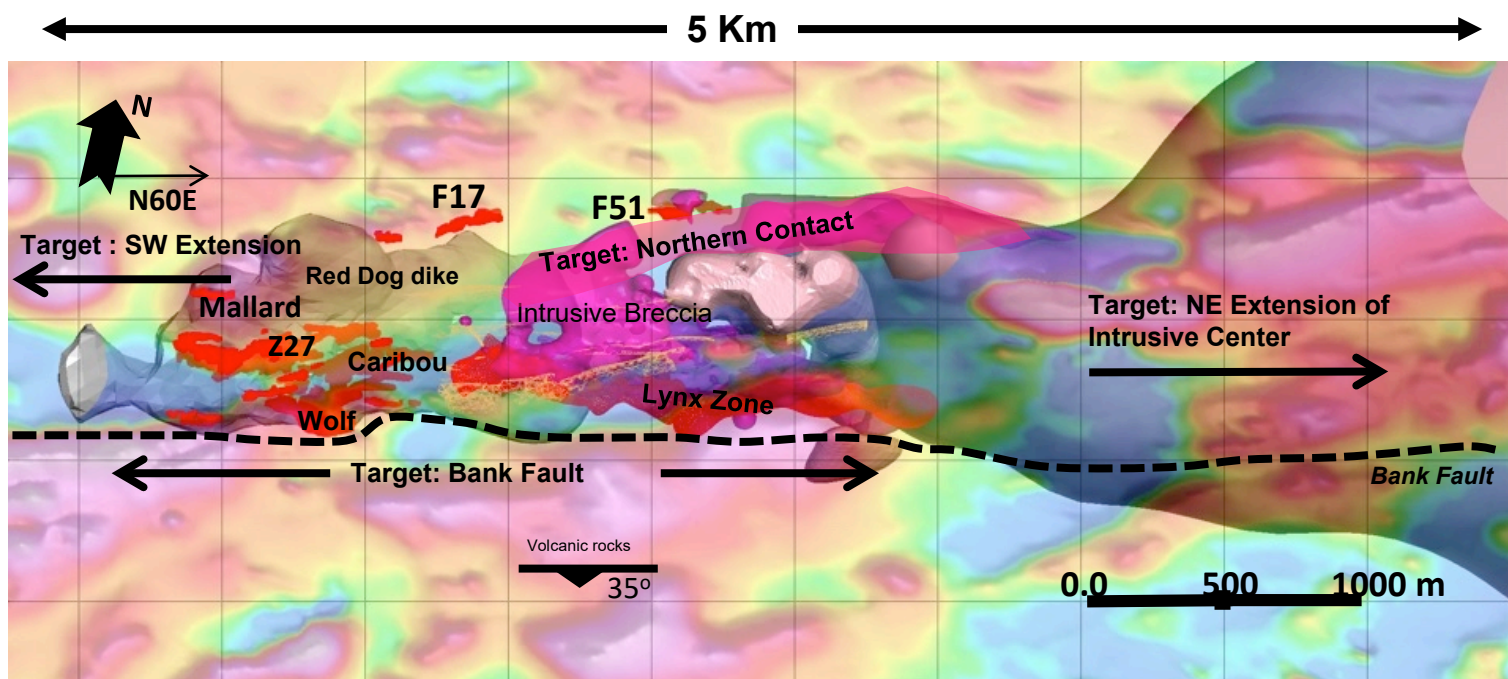 5 Km
N
N60E
F17
F51
Target : SW Extension
Target: Northern Contact
Red Dog dike
Mallard
Intrusive Breccia
Target: NE Extension of
Intrusive Center
Z27
Caribou
Lynx Zone
Wolf
Target: Bank Fault
Bank Fault
Volcanic rocks
35o
0.0 500 1000 m